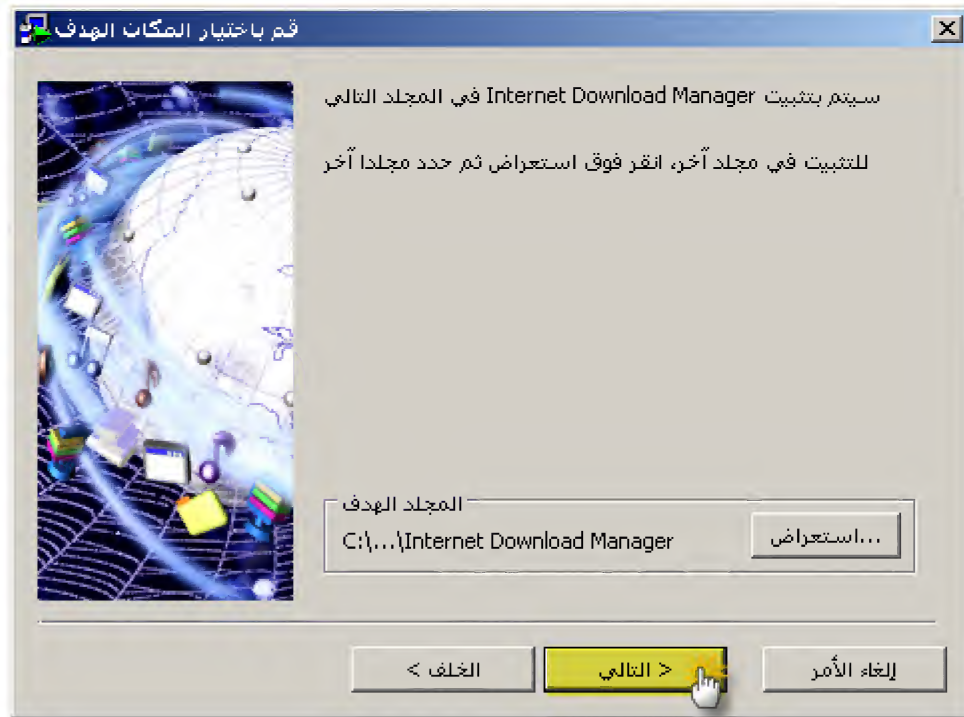 قم باختيار المكان الهدف
سيتم بتثبيت Internet Download Manager في المجلد التالي
للتثبيت في مجلد آخر، انقر فوق استعراض ثم حدد مجلدا آخر
المجلد الهدف
C:\...\Internet Download Manager
استعراض...
الخلف >
< التالي
إلغاء الأمر